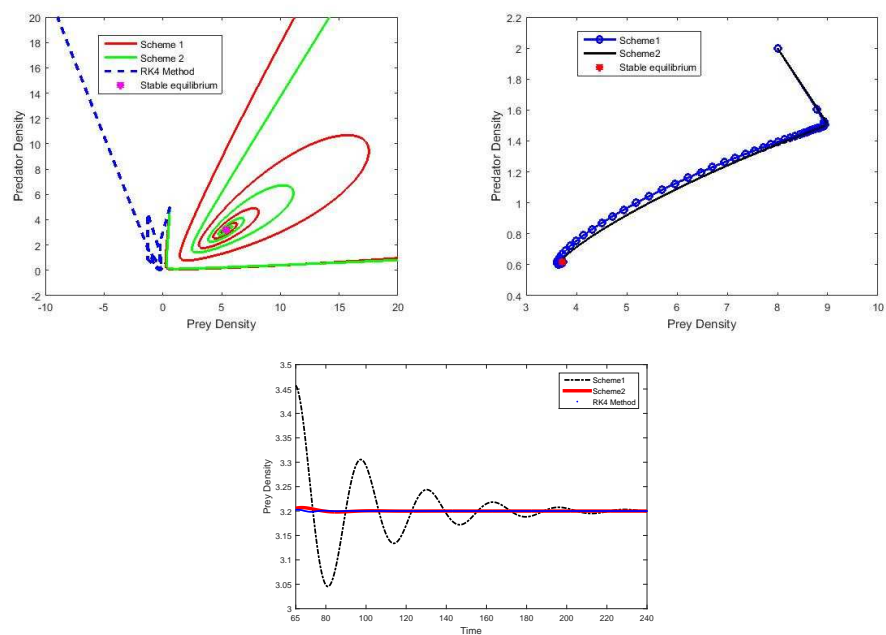 20
18
16
14
12
10
8
6
4
2
0
-2
Predator Density
Scheme 1
Scheme 2
RK4 Method
Stable equilibrium
-10 -5 0 5 10 15 20
Prey Density
2.2
2
1.8
1.6
1.4
1.2
1
0.8
0.6
0.4
Predator Density
Scheme1
Scheme2
Stable equilibrium
3 4 5 6 7 8 9 10
Prey Density
3.5
3.45
3.4
3.35
3.3
3.25
3.2
3.15
3.1
3.05
3
Prey Density
Scheme1
Scheme2
RK4 Method
65 80 100 120 140 160 180 200 220 240
Time